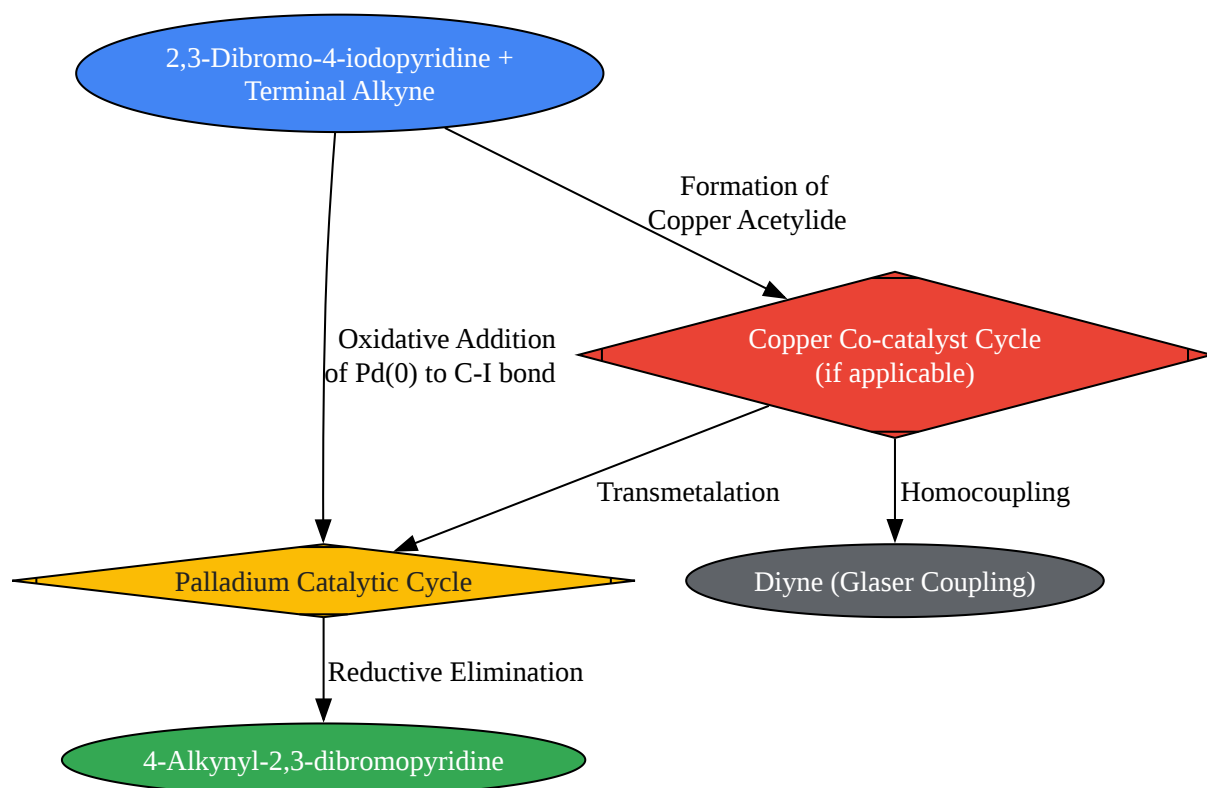 2,3-Dibromo-4-iodopyridine +
Terminal Alkyne
Formation of
Copper Acetylide
Oxidative Addition
of Pd(0) to C-I bond
Copper Co-catalyst Cycle
(if applicable)
Transmetalation
Homocoupling
Palladium Catalytic Cycle
Diyne (Glaser Coupling)
Reductive Elimination
4-Alkynyl-2,3-dibromopyridine